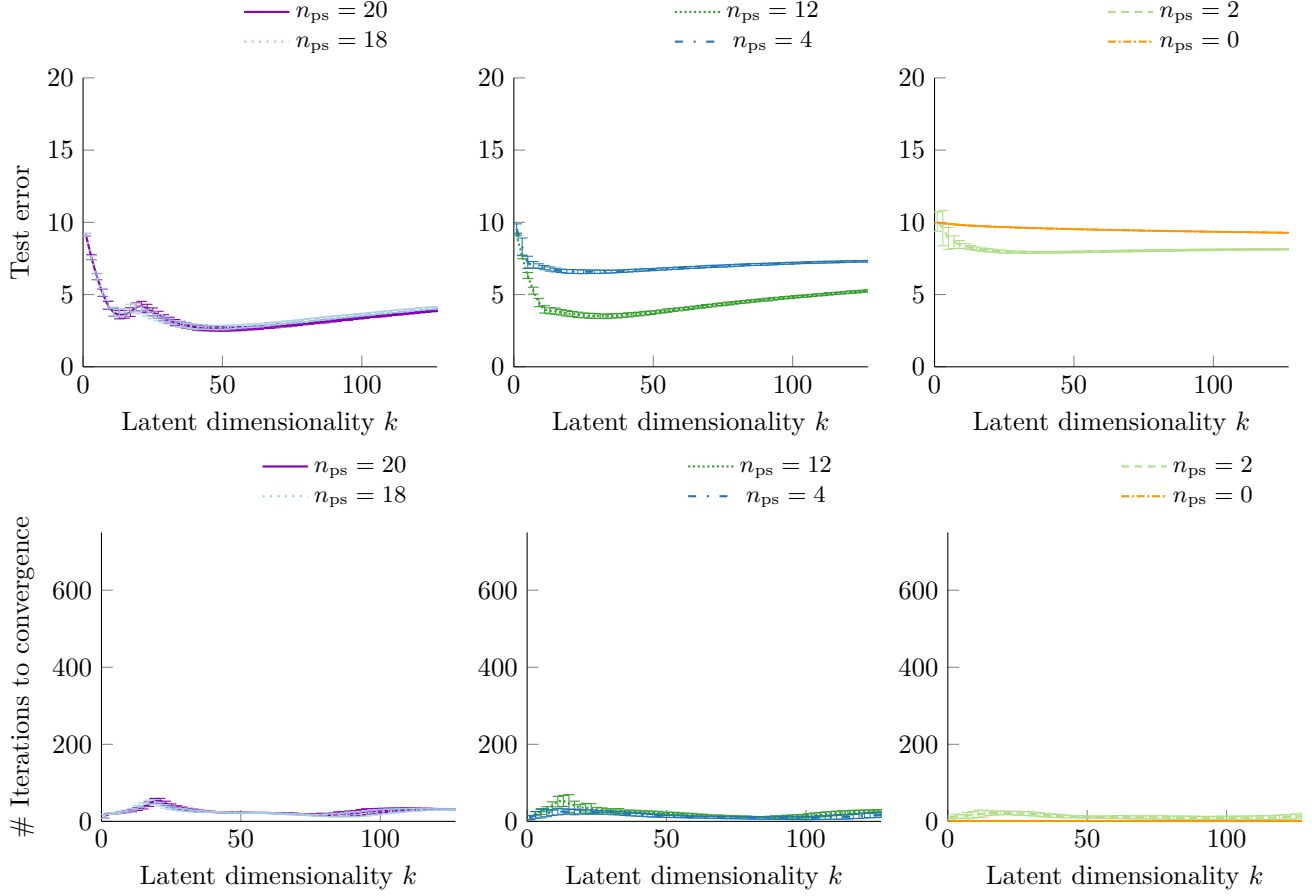 n_ps = 20
n_ps = 18
n_ps = 12
n_ps = 4
n_ps = 2
n_ps = 0
Test error
20
15
10
5
0
0 50 100
Latent dimensionality k
20
15
10
5
0
0 50 100
Latent dimensionality k
20
15
10
5
0
0 50 100
Latent dimensionality k
n_ps = 20
n_ps = 18
n_ps = 12
n_ps = 4
n_ps = 2
n_ps = 0
# Iterations to convergence
600
400
200
0
0 50 100
Latent dimensionality k
600
400
200
0
0 50 100
Latent dimensionality k
600
400
200
0
0 50 100
Latent dimensionality k